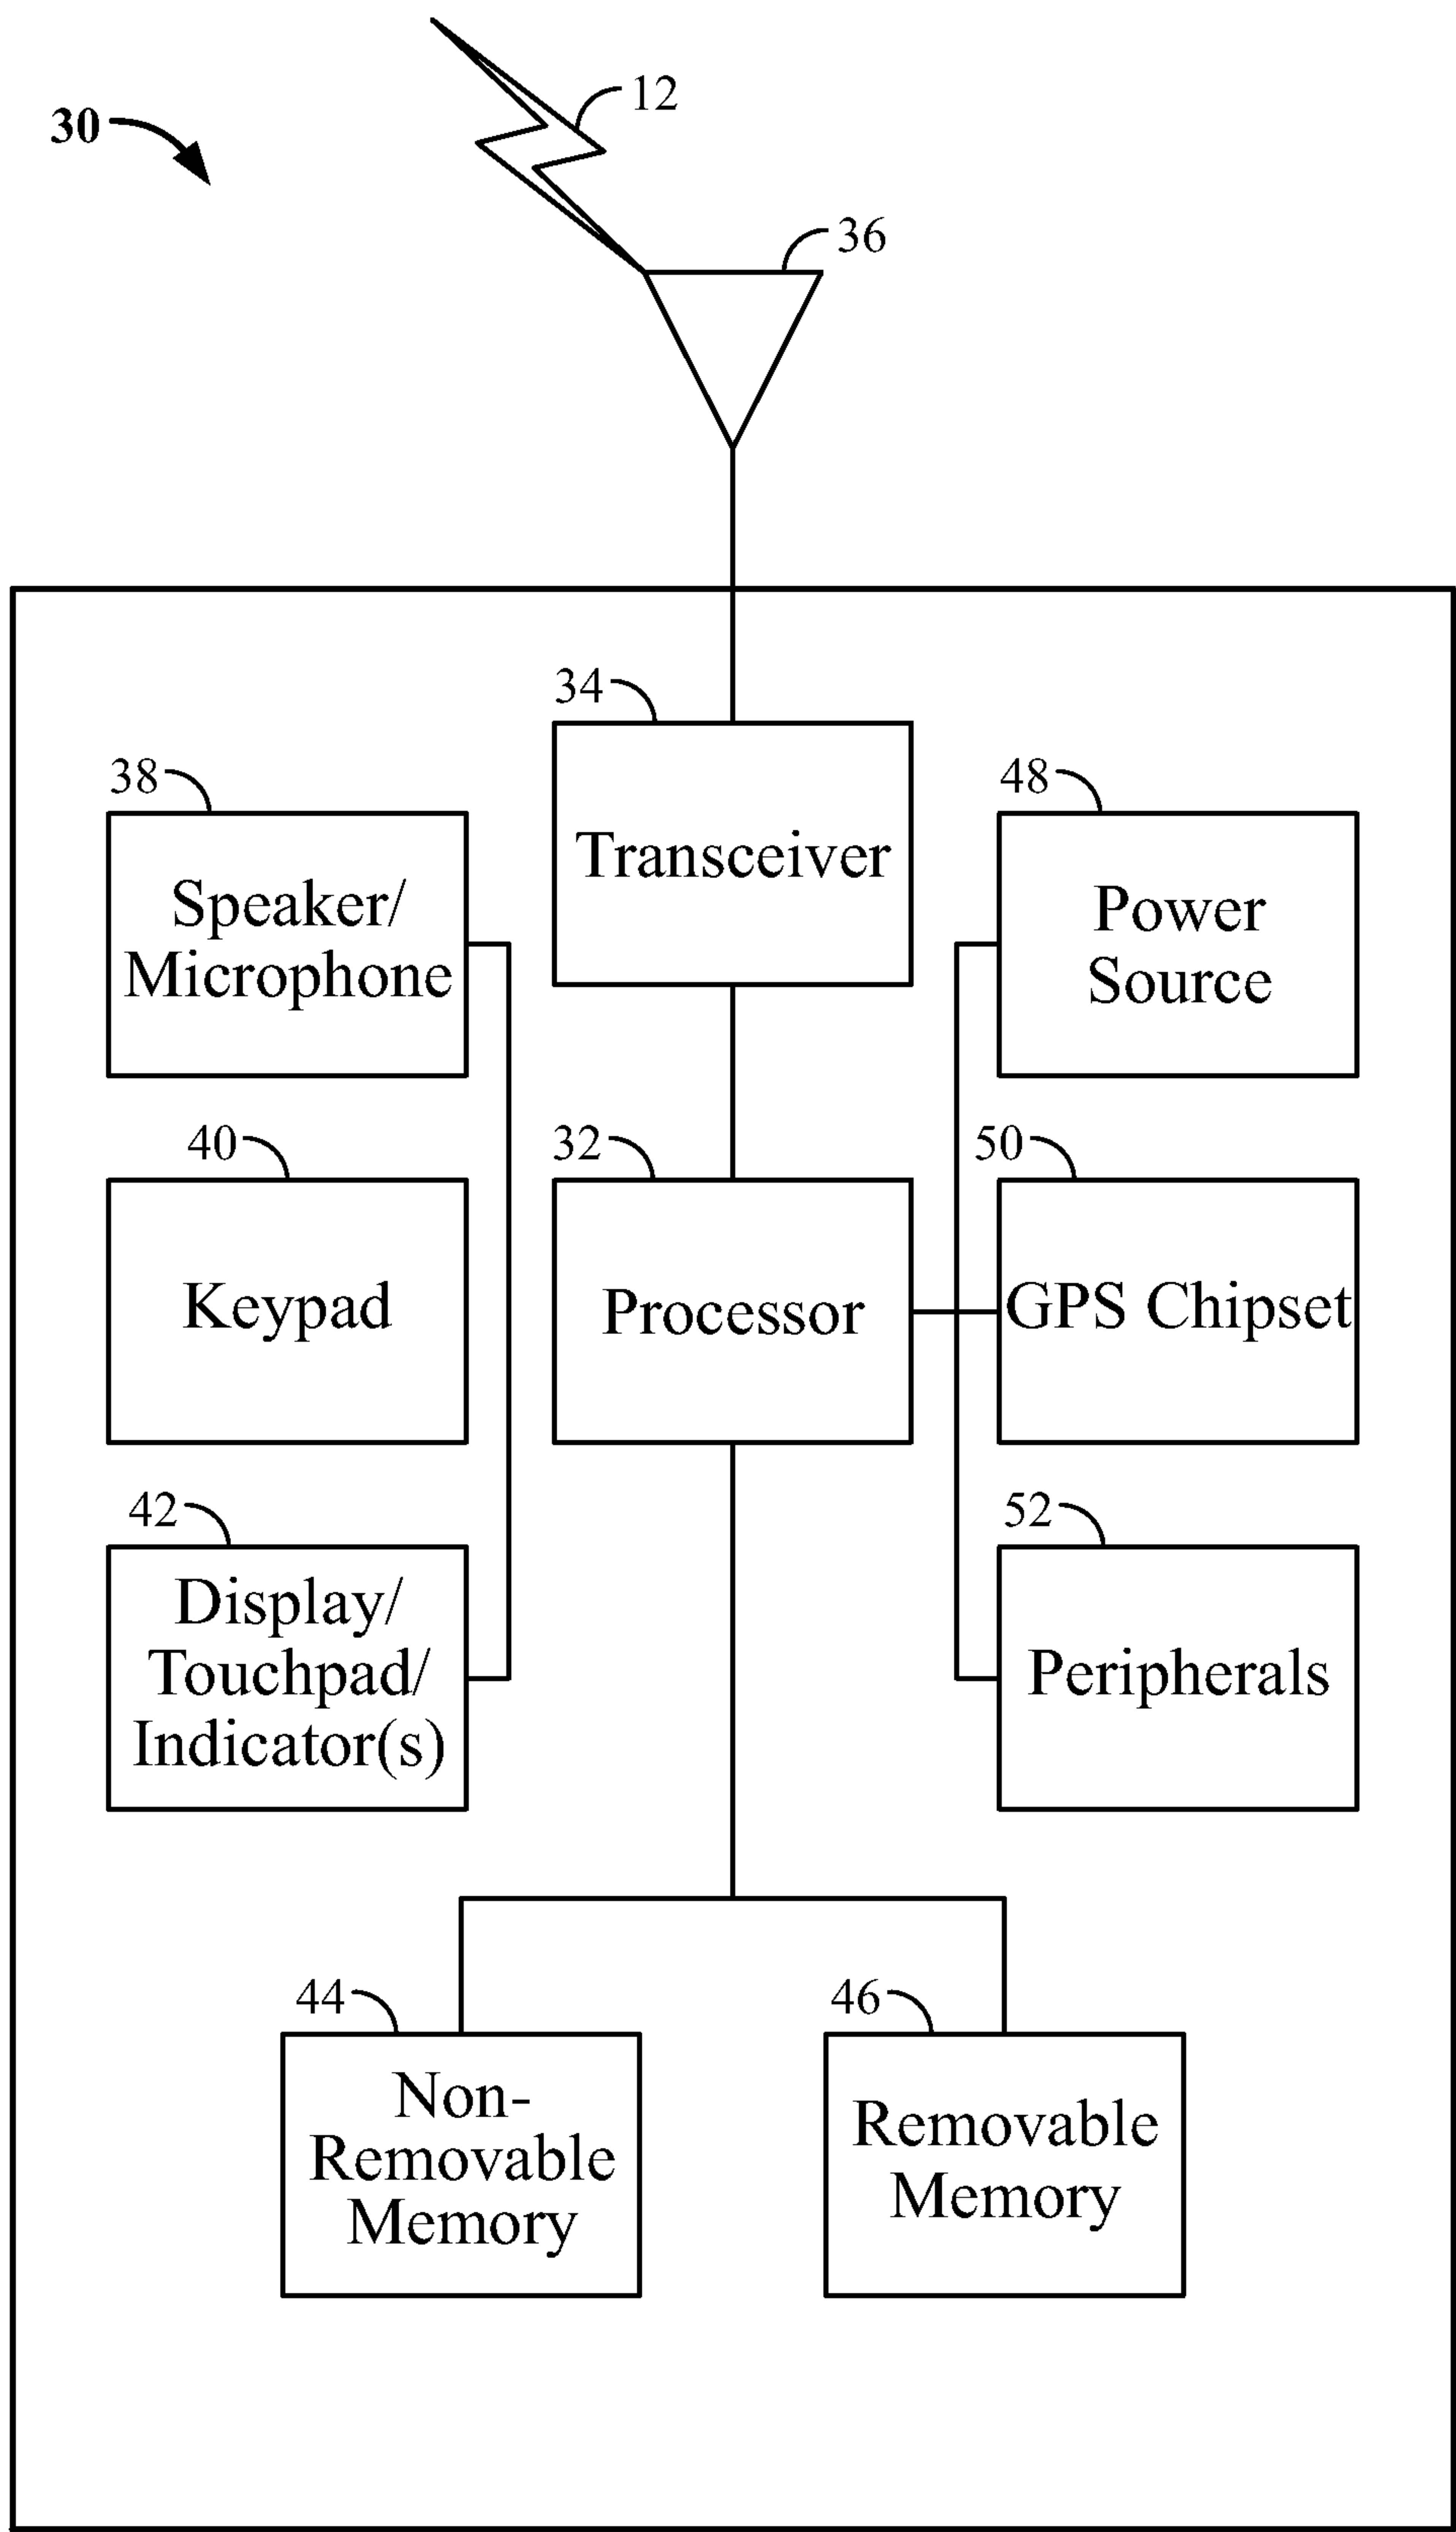 12
30
36
34
38
48
Transceiver
Speaker/
Microphone
Power
Source
40
32
50
Keypad
Processor
GPS Chipset
42
52
Display/
Touchpad/
Indicator(s)
Peripherals
44
46
Non-
Removable
Memory
Removable
Memory